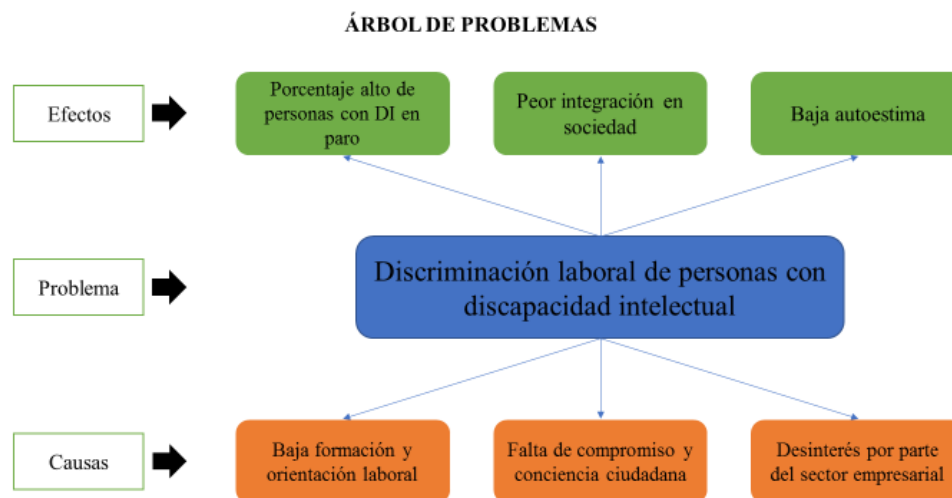 ÁRBOL DE PROBLEMAS
Efectos
Porcentaje alto de
personas con DI en
paro
Peor integración en
sociedad
Baja autoestima
Problema
Discriminación laboral de personas con
discapacidad intelectual
Causas
Baja formación y
orientación laboral
Falta de compromiso y
conciencia ciudadana
Desinterés por parte
del sector empresarial